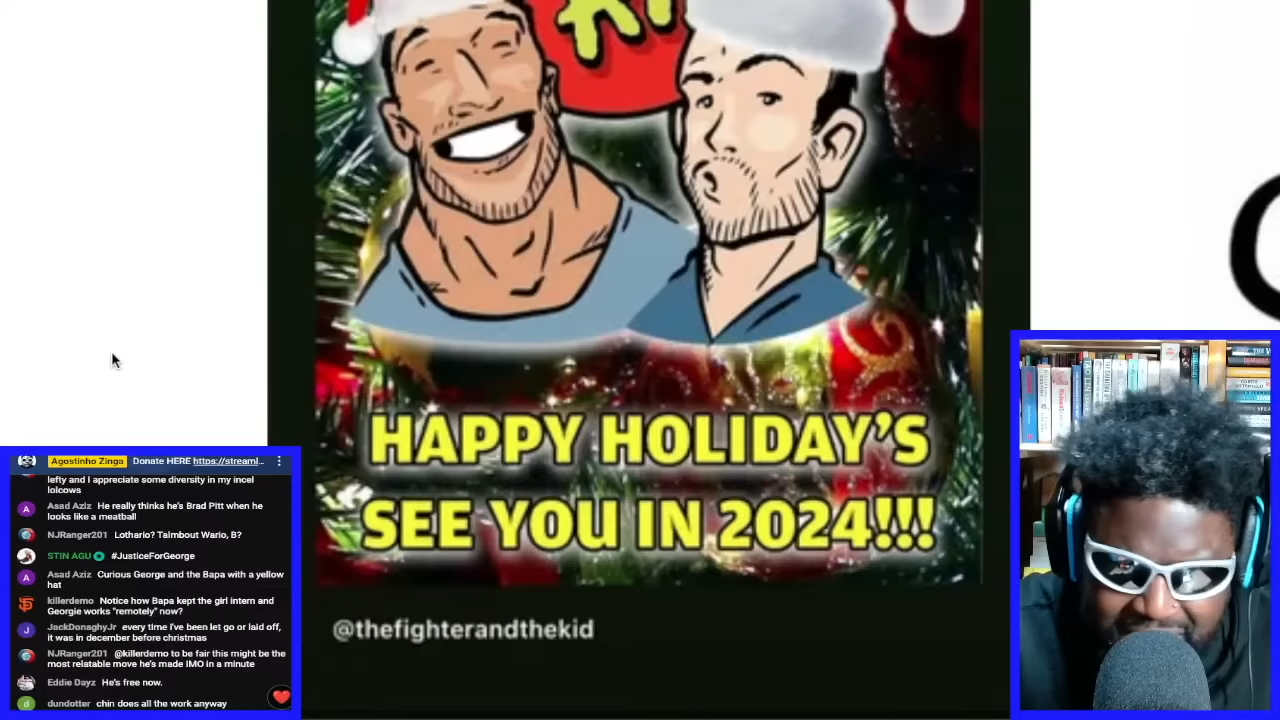 HAPPY HOLIDAY'S
SEE YOU IN 2024!!!
@thefighterandthekid
Agostinho Zinga Donate HERE https://streaml...
lefty and I appreciate some diversity in my incel
lolcows
Asad Aziz He really thinks he's Brad Pitt when he
looks like a meatball
NJRanger201 Lothario? Talmbout Wario, B?
STIN AGU #JusticeForGeorge
Asad Aziz Curious George and the Bapa with a yellow
hat
killerdemo Notice how Bapa kept the girl intern and
Georgie works "remotely" now?
JackDonaghyJr every time I've been let go or laid off,
it was in december before christmas
NJRanger201 @killerdemo to be fair this might be the
most relatable move he's made IMO in a minute
Eddie Dayz He's free now.
dundotter chin does all the work anyway